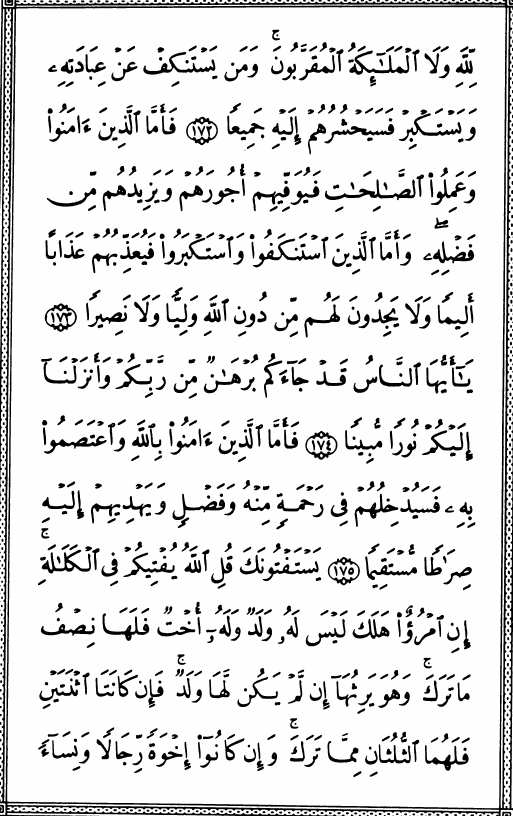 لِّلَّهِ وَلَا ٱلْمَلَـٰٓئِكَةُ ٱلْمُقَرَّبُونَ ۚ وَمَن يَسْتَنكِفْ عَنْ عِبَادَتِهِۦ
وَيَسْتَكْبِرْ فَسَيَحْشُرُهُمْ إِلَيْهِ جَمِيعًا ١٧٢ فَأَمَّا ٱلَّذِينَ ءَامَنُوا۟
وَعَمِلُوا۟ ٱلصَّـٰلِحَـٰتِ فَيُوَفِّيهِمْ أُجُورَهُمْ وَيَزِيدُهُم مِّن
فَضْلِهِۦ ۖ وَأَمَّا ٱلَّذِينَ ٱسْتَنكَفُوا۟ وَٱسْتَكْبَرُوا۟ فَيُعَذِّبُهُمْ عَذَابًا
أَلِيمًا وَلَا يَجِدُونَ لَهُم مِّن دُونِ ٱللَّهِ وَلِيًّا وَلَا نَصِيرًا ١٧٣
يَـٰٓأَيُّهَا ٱلنَّاسُ قَدْ جَآءَكُم بُرْهَـٰنٌ مِّن رَّبِّكُمْ وَأَنزَلْنَآ
إِلَيْكُمْ نُورًا مُّبِينًا ١٧٤ فَأَمَّا ٱلَّذِينَ ءَامَنُوا۟ بِٱللَّهِ وَٱعْتَصَمُوا۟
بِهِۦ فَسَيُدْخِلُهُمْ فِى رَحْمَةٍ مِّنْهُ وَفَضْلٍ وَيَهْدِيهِمْ إِلَيْهِ
صِرَٰطًا مُّسْتَقِيمًا ١٧٥ يَسْتَفْتُونَكَ قُلِ ٱللَّهُ يُفْتِيكُمْ فِى ٱلْكَلَـٰلَةِ ۚ
إِنِ ٱمْرُؤٌا۟ هَلَكَ لَيْسَ لَهُۥ وَلَدٌ وَلَهُۥٓ أُخْتٌ فَلَهَا نِصْفُ
مَا تَرَكَ ۚ وَهُوَ يَرِثُهَآ إِن لَّمْ يَكُن لَّهَا وَلَدٌ ۚ فَإِن كَانَتَا ٱثْنَتَيْنِ
فَلَهُمَا ٱلثُّلُثَانِ مِمَّا تَرَكَ ۚ وَإِن كَانُوٓا۟ إِخْوَةً رِّجَالًا وَنِسَآءً